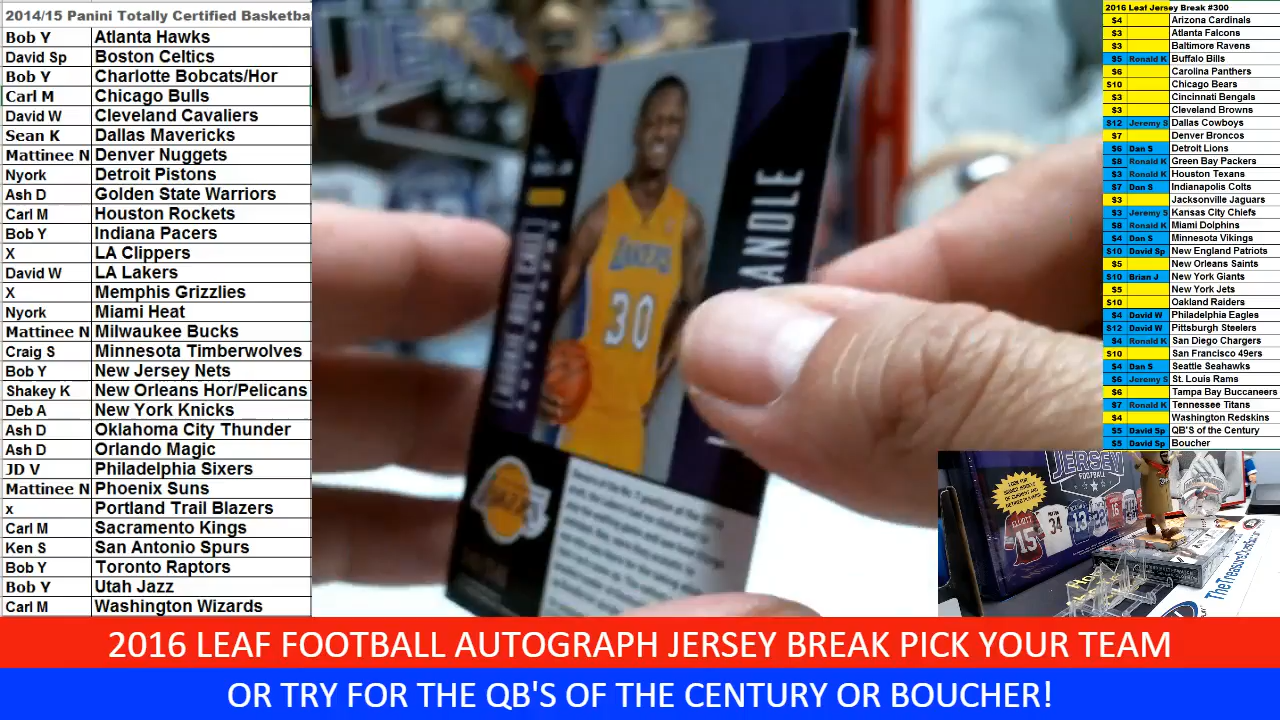 2014/15 Panini Totally Certified Basketba
Bob Y Atlanta Hawks
David Sp Boston Celtics
Bob Y Charlotte Bobcats/Hor
Carl M Chicago Bulls
David W Cleveland Cavaliers
Sean K Dallas Mavericks
Mattinee N Denver Nuggets
Nyork Detroit Pistons
Ash D Golden State Warriors
Carl M Houston Rockets
Bob Y Indiana Pacers
X LA Clippers
David W LA Lakers
X Memphis Grizzlies
Nyork Miami Heat
Mattinee N Milwaukee Bucks
Craig S Minnesota Timberwolves
Bob Y New Jersey Nets
Shakey K New Orleans Hor/Pelicans
Deb A New York Knicks
Ash D Oklahoma City Thunder
Ash D Orlando Magic
JD V Philadelphia Sixers
Mattinee N Phoenix Suns
x Portland Trail Blazers
Carl M Sacramento Kings
Ken S San Antonio Spurs
Bob Y Toronto Raptors
Bob Y Utah Jazz
Carl M Washington Wizards
ANDLE
LAKERS
30
LAKERS
2016 Leaf Jersey Break #300
$4 Arizona Cardinals
$3 Atlanta Falcons
$3 Baltimore Ravens
$5 Ronald K Buffalo Bills
$6 Carolina Panthers
$10 Chicago Bears
$3 Cincinnati Bengals
$3 Cleveland Browns
$12 Jeremy S Dallas Cowboys
$7 Denver Broncos
$6 Dan S Detroit Lions
$8 Ronald K Green Bay Packers
$3 Ronald K Houston Texans
$7 Dan S Indianapolis Colts
$3 Jacksonville Jaguars
$3 Jeremy S Kansas City Chiefs
$6 Ronald K Miami Dolphins
$4 Dan S Minnesota Vikings
$10 David Sp New England Patriots
$5 New Orleans Saints
$10 Brian J New York Giants
$5 New York Jets
$10 Oakland Raiders
$4 David W Philadelphia Eagles
$12 David W Pittsburgh Steelers
$4 Ronald K San Diego Chargers
$10 San Francisco 49ers
$4 Dan S Seattle Seahawks
$6 Jeremy S St. Louis Rams
$6 Tampa Bay Buccaneers
$7 Ronald K Tennessee Titans
$4 Washington Redskins
$5 David Sp QB'S of the Century
$5 David Sp Boucher
JERSEY
FOOTBALL
ELLIOTT
15
34
13
16
2016 LEAF FOOTBALL AUTOGRAPH JERSEY BREAK PICK YOUR TEAM
OR TRY FOR THE QB'S OF THE CENTURY OR BOUCHER!